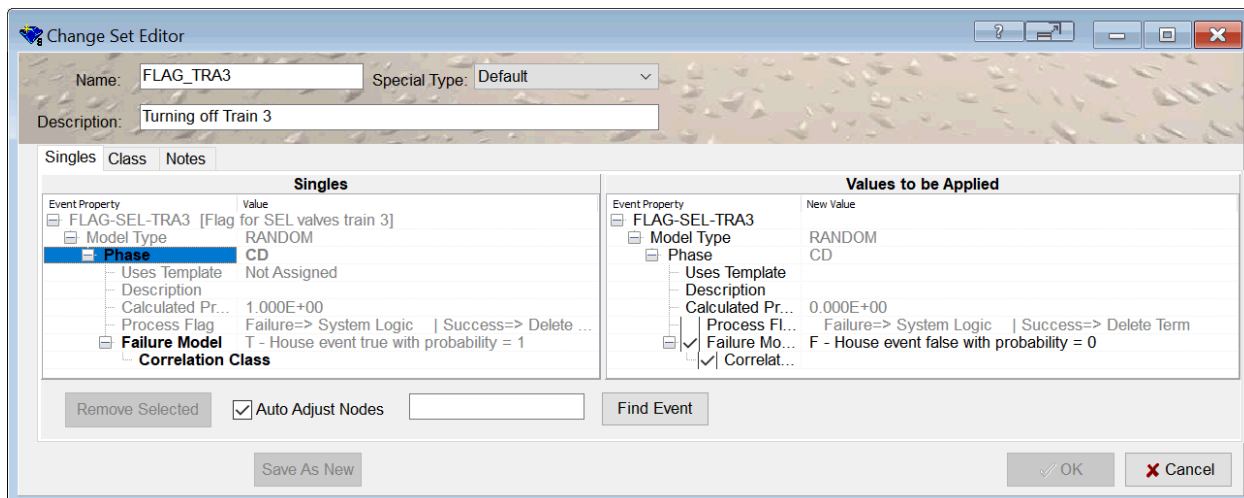 Change Set Editor
Name: FLAG_TRA3 Special Type: Default
Description: Turning off Train 3
Singles Class Notes
Singles Values to be Applied
Event Property Value Event Property New Value
FLAG-SEL-TRA3 [Flag for SEL valves train 3] FLAG-SEL-TRA3
Model Type RANDOM Model Type RANDOM
Phase CD Phase CD
Uses Template Not Assigned Uses Template
Description Description
Calculated Pr... 1.000E+00 Calculated Pr... 0.000E+00
Process Flag Failure=> System Logic | Success=> Delete ... Process Fl... Failure=> System Logic | Success=> Delete Term
Failure Model T - House event true with probability = 1 Failure Mo... F - House event false with probability = 0
Correlation Class Correlat...
Remove Selected Auto Adjust Nodes Find Event
Save As New OK Cancel